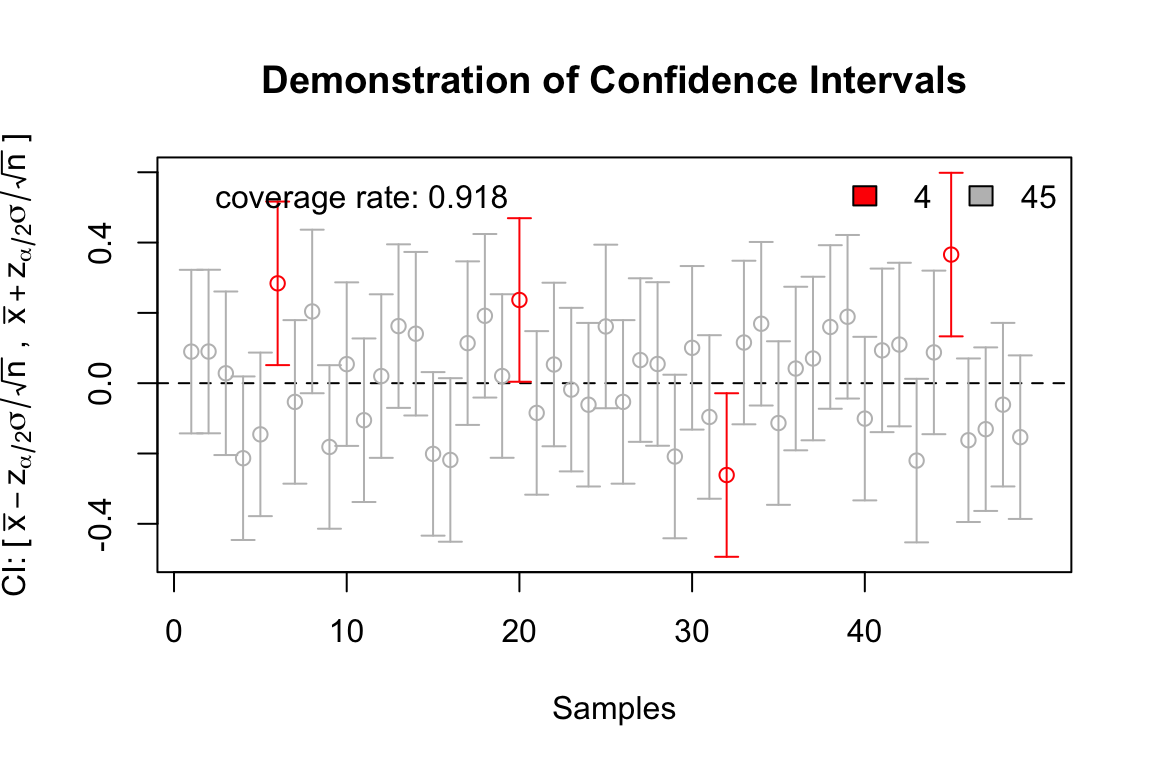 Demonstration of Confidence Intervals
coverage rate: 0.918
4 45
CI: [ x̅ − zα/2σ/√n , x̅ + zα/2σ/√n ]
0.4
0.0
-0.4
0 10 20 30 40
Samples